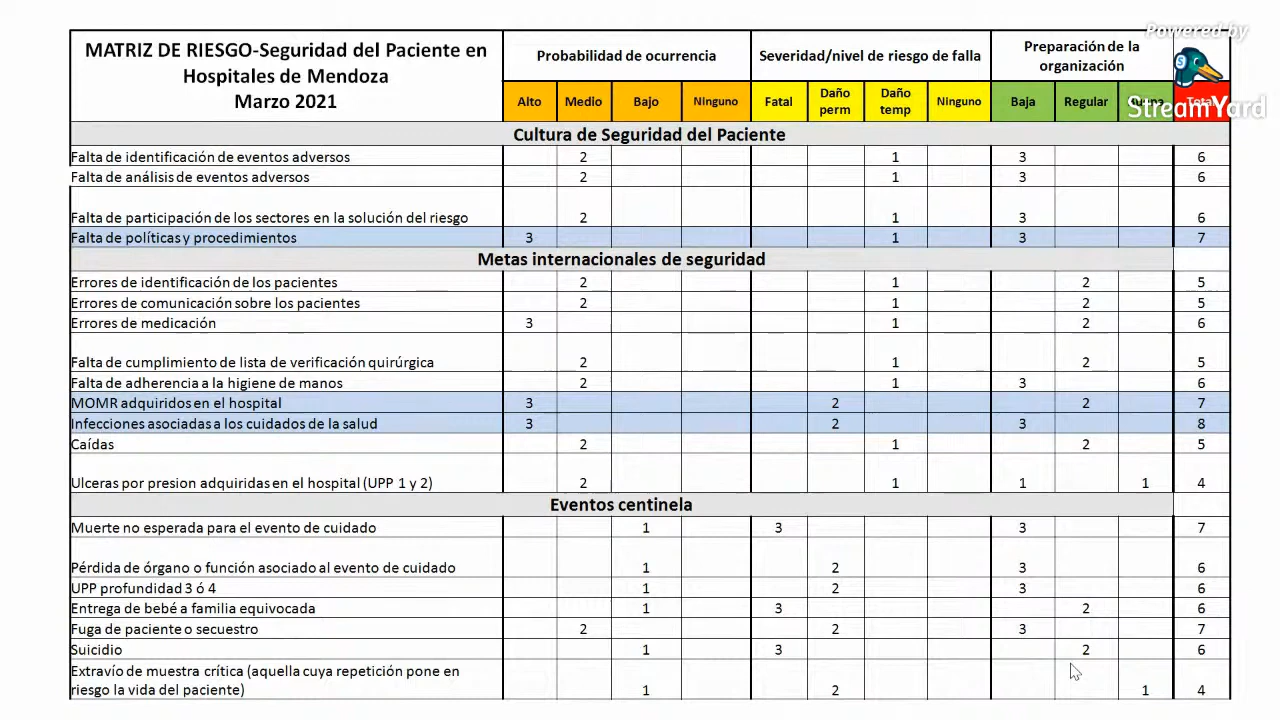 Powered by
StreamYard
MATRIZ DE RIESGO-Seguridad del Paciente en
Hospitales de Mendoza
Marzo 2021
Probabilidad de ocurrencia
Severidad/nivel de riesgo de falla
Preparación de la
organización
Alto Medio Bajo Ninguno Fatal Daño perm Daño temp Ninguno Baja Regular
Cultura de Seguridad del Paciente
Falta de identificación de eventos adversos 2 1 3 6
Falta de análisis de eventos adversos 2 1 3 6
Falta de participación de los sectores en la solución del riesgo 2 1 3 6
Falta de políticas y procedimientos 3 1 3 7
Metas internacionales de seguridad
Errores de identificación de los pacientes 2 1 2 5
Errores de comunicación sobre los pacientes 2 1 2 5
Errores de medicación 3 1 2 6
Falta de cumplimiento de lista de verificación quirúrgica 2 1 2 5
Falta de adherencia a la higiene de manos 2 1 3 6
MOMR adquiridos en el hospital 3 2 2 7
Infecciones asociadas a los cuidados de la salud 3 2 3 8
Caídas 2 1 2 5
Ulceras por presion adquiridas en el hospital (UPP 1 y 2) 2 1 1 1 4
Eventos centinela
Muerte no esperada para el evento de cuidado 1 3 3 7
Pérdida de órgano o función asociado al evento de cuidado 1 2 3 6
UPP profundidad 3 ó 4 1 2 3 6
Entrega de bebé a familia equivocada 1 3 2 6
Fuga de paciente o secuestro 2 2 3 7
Suicidio 1 3 2 6
Extravío de muestra crítica (aquella cuya repetición pone en
riesgo la vida del paciente) 1 2 1 4